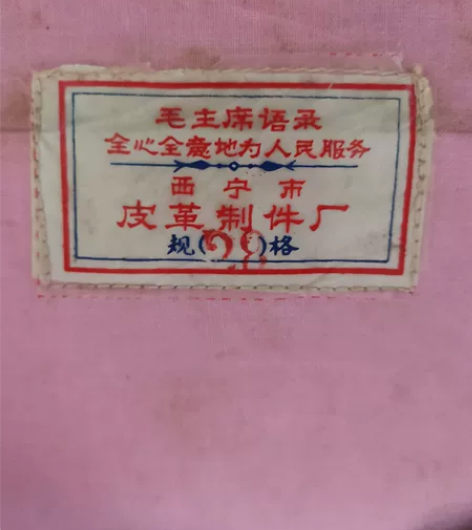 毛主席语录
全心全意地为人民服务
西宁市
皮革制件厂
规(28)格